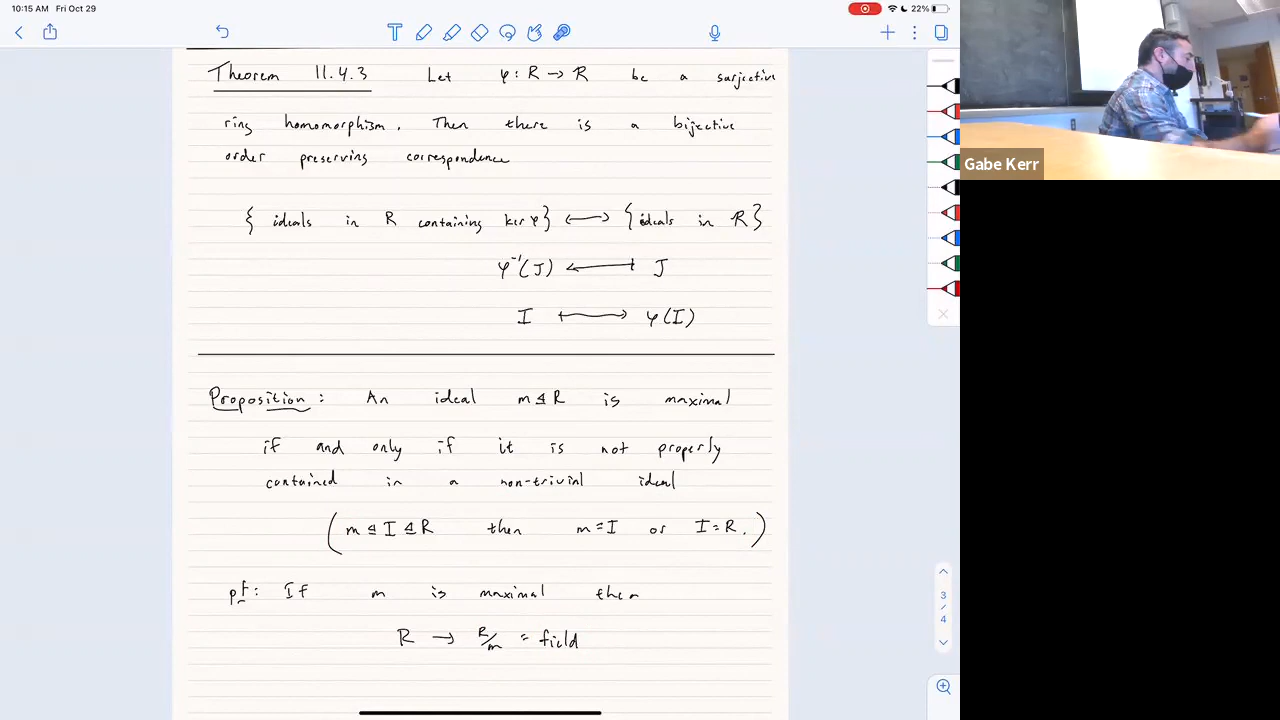 10:15 AM Fri Oct 29
22%
Theorem 11.4.3 Let φ : R → R be a surjective
ring homomorphism. Then there is a bijective
order preserving correspondence
{ ideals in R containing ker φ } ↔ { ideals in R }
φ⁻¹(J) ⟻ J
I ⟼ φ(I)
Proposition : An ideal m ⊴ R is maximal
if and only if it is not properly
contained in a non-trivial ideal
( m ⊴ I ⊴ R then m = I or I = R. )
pf: If m is maximal then
R → R/m = field
3
/
4
Gabe Kerr